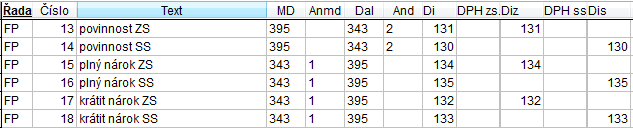 Řada Číslo Text MD Anmd Dal And Di DPH zs. Diz DPH ss Dis
FP 13 povinnost ZS 395 343 2 131 131
FP 14 povinnost SS 395 343 2 130 130
FP 15 plný nárok ZS 343 1 395 134 134
FP 16 plný nárok SS 343 1 395 135 135
FP 17 krátit nárok ZS 343 1 395 132 132
FP 18 krátit nárok SS 343 1 395 133 133